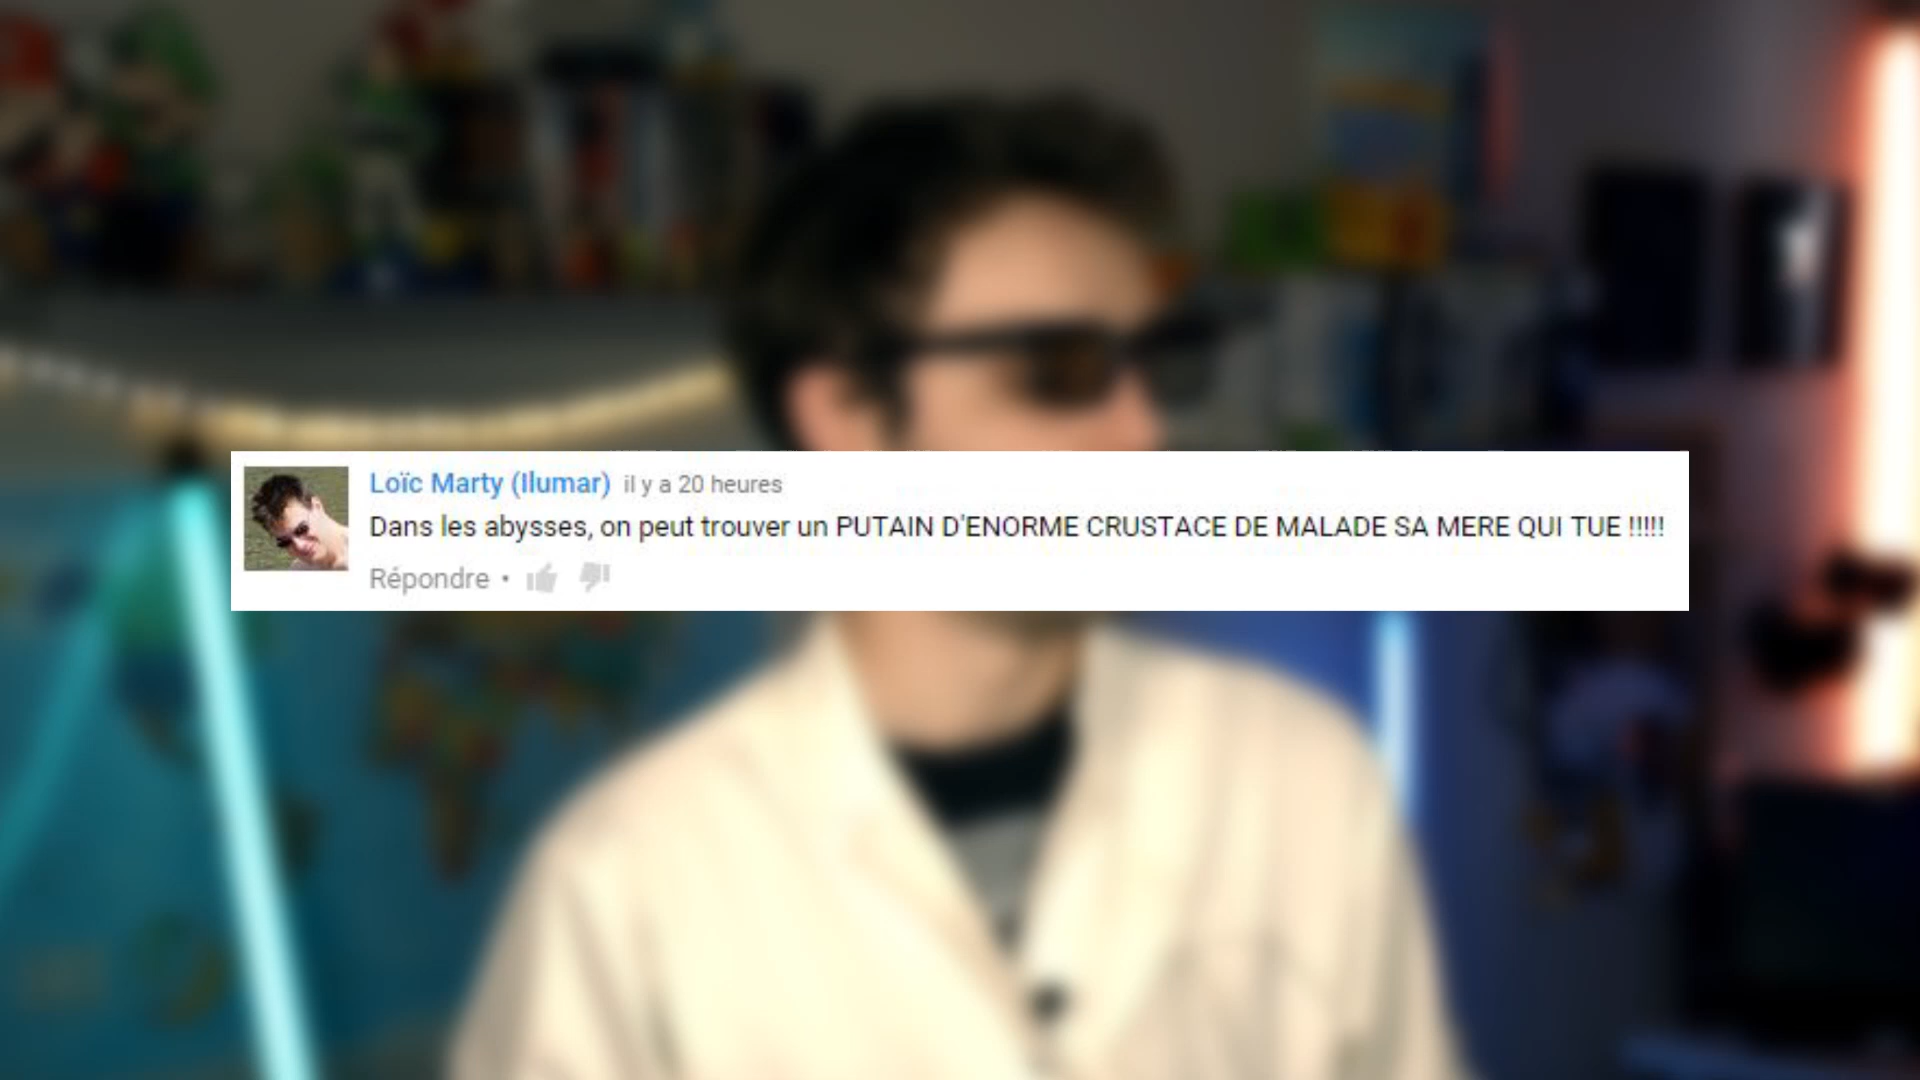 Loïc Marty (Ilumar) il y a 20 heures
Dans les abysses, on peut trouver un PUTAIN D'ENORME CRUSTACE DE MALADE SA MERE QUI TUE !!!!!
Répondre •